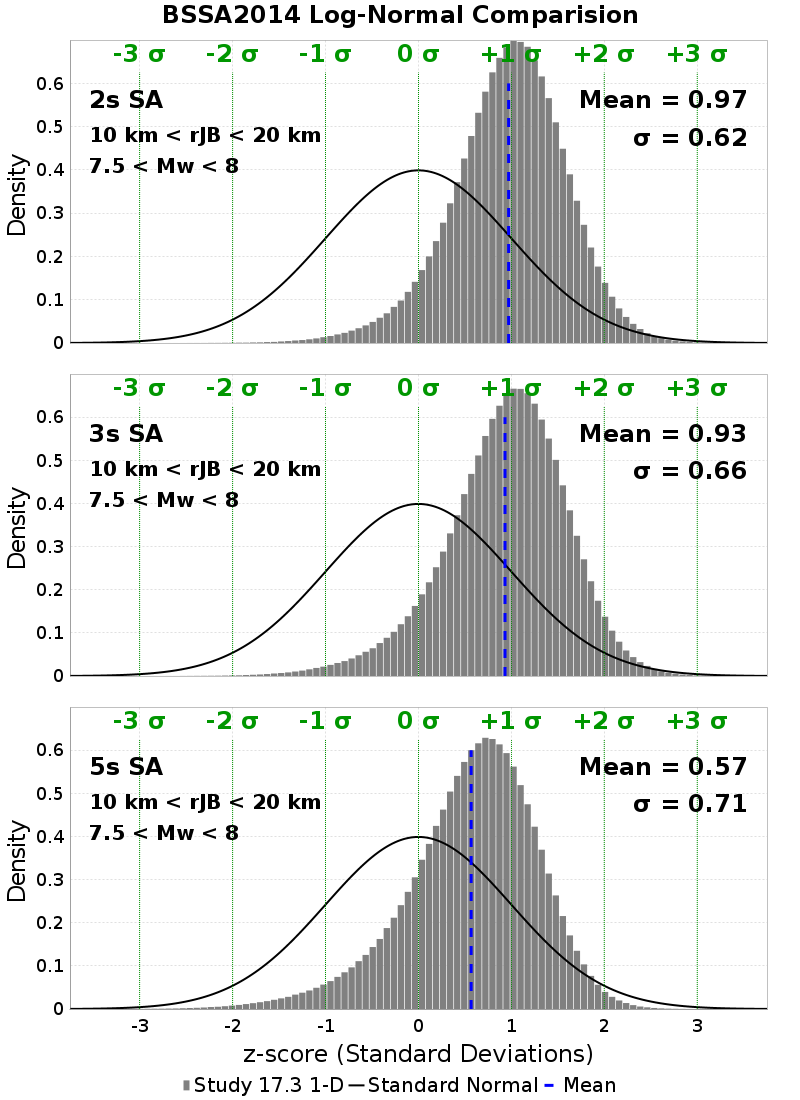 BSSA2014 Log-Normal Comparision
-3 σ -2 σ -1 σ 0 σ +1 σ +2 σ +3 σ
2s SA
10 km < rJB < 20 km
7.5 < Mw < 8
Mean = 0.97
σ = 0.62
Density
0.6
0.5
0.4
0.3
0.2
0.1
0
-3 σ -2 σ -1 σ 0 σ +1 σ +2 σ +3 σ
3s SA
10 km < rJB < 20 km
7.5 < Mw < 8
Mean = 0.93
σ = 0.66
Density
0.6
0.5
0.4
0.3
0.2
0.1
0
-3 σ -2 σ -1 σ 0 σ +1 σ +2 σ +3 σ
5s SA
10 km < rJB < 20 km
7.5 < Mw < 8
Mean = 0.57
σ = 0.71
Density
0.6
0.5
0.4
0.3
0.2
0.1
0
-3 -2 -1 0 1 2 3
z-score (Standard Deviations)
Study 17.3 1-D Standard Normal Mean